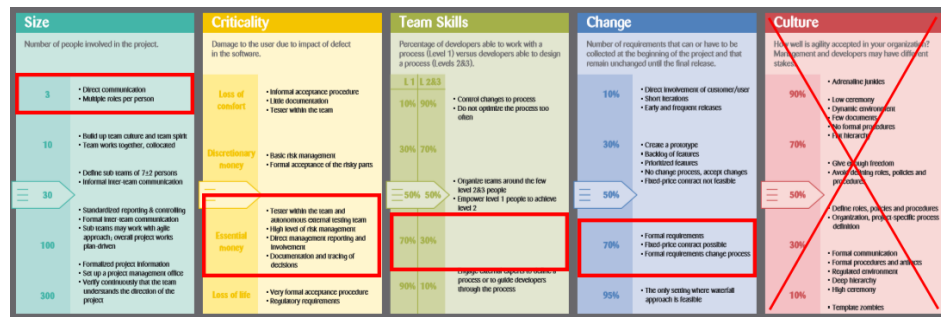 Size
Number of people involved in the project.
3
• Direct communication
• Multiple roles per person
10
• Build up team culture and team spirit
• Team works together, collocated
30
• Define sub teams of 7±2 persons
• Informal inter-team communication
100
• Standardized reporting & controlling
• Formal inter-team communication
• Sub teams may work with agile
approach; overall project works
plan-driven
300
• Formalized project information
• Set up a project management office
• Verify continuously that the team
understands the direction of the
project
Criticality
Damage to the user due to impact of defect
in the software.
Loss of
comfort
• Informal acceptance procedure
• Little documentation
• Tester within the team
Discretionary
money
• Basic risk management
• Formal acceptance of the risky parts
Essential
money
• Tester within the team and
autonomous external testing team
• High level of risk management
• Direct management reporting and
involvement
• Documentation and tracing of
decisions
Loss of life
• Very formal acceptance procedure
• Regulatory requirements
Team Skills
Percentage of developers able to work with a
process (Level 1) versus developers able to design
a process (Levels 2&3).
L 1 L 2&3
10% 90%
• Control changes to process
• Do not optimize the process too
often
30% 70%
50% 50%
• Organize teams around the few
level 2&3 people
• Empower level 1 people to achieve
level 2
70% 30%
90% 10%
• Engage external experts to define a
process or to guide developers
through the process
Change
Number of requirements that can or have to be
collected at the beginning of the project and that
remain unchanged until the final release.
10%
• Direct Involvement of customer/user
• Short iterations
• Early and frequent releases
30%
• Create a prototype
• Backlog of features
• Prioritized features
• No change process, accept changes
• Fixed-price contract not feasible
50%
70%
• Formal requirements
• Fixed-price contract possible
• Formal requirements change process
95%
• The only setting where waterfall
approach is feasible
Culture
How well is agility accepted in your organization?
Management and developers may have different
stakes.
90%
• Adrenaline junkies
• Low ceremony
• Dynamic environment
• Few documents
• No formal procedures
• Flat hierarchy
70%
• Give enough freedom
• Avoid defining roles, policies and
procedures
50%
• Define roles, policies and procedures
• Organization, project-specific process
definition
30%
• Formal communication
• Formal procedures and artifacts
• Regulated environment
• Deep hierarchy
• High ceremony
10%
• Template zombies